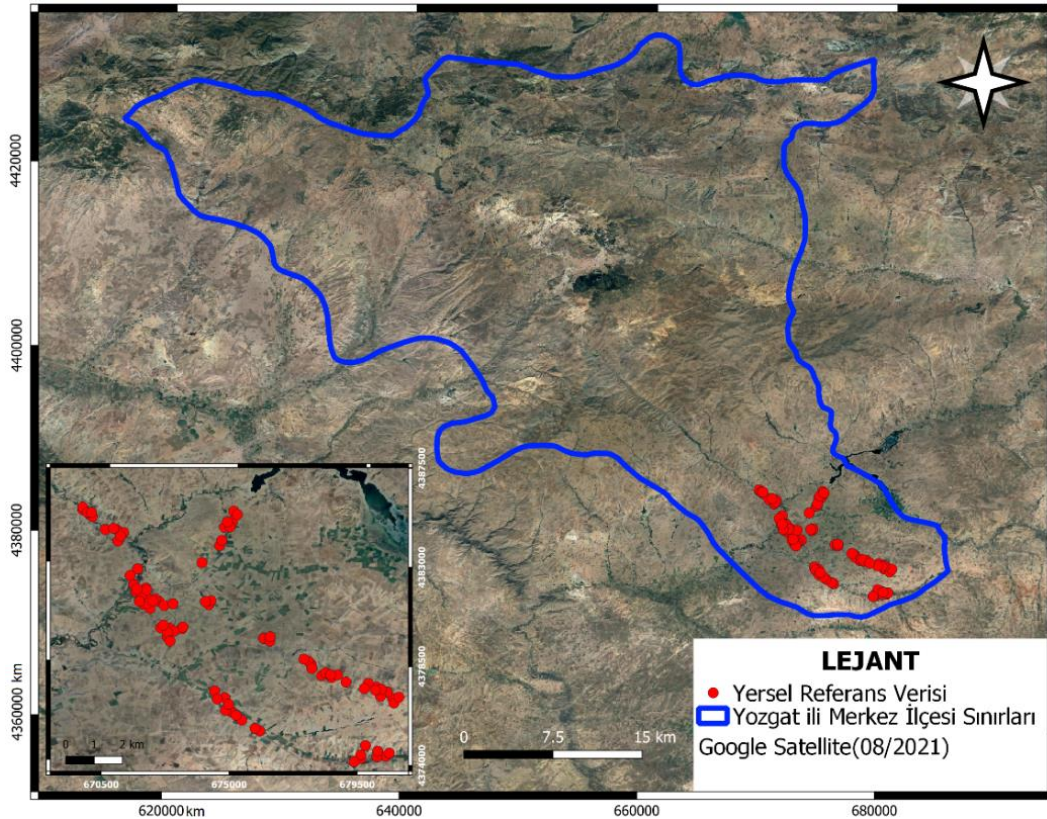 4420000
4400000
4380000
4360000 km
620000 km
640000
660000
680000
4387500
4383000
4378500
4374000
670500
675000
679500
0 1 2 km
0 7.5 15 km
LEJANT
Yersel Referans Verisi
Yozgat ili Merkez İlçesi Sınırları
Google Satellite(08/2021)